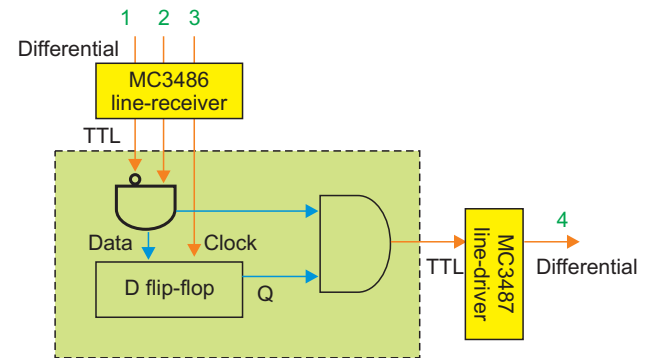 1 2 3
Differential
MC3486
line-receiver
TTL
Data
Clock
D flip-flop
Q
TTL
MC3487
line-driver
4
Differential